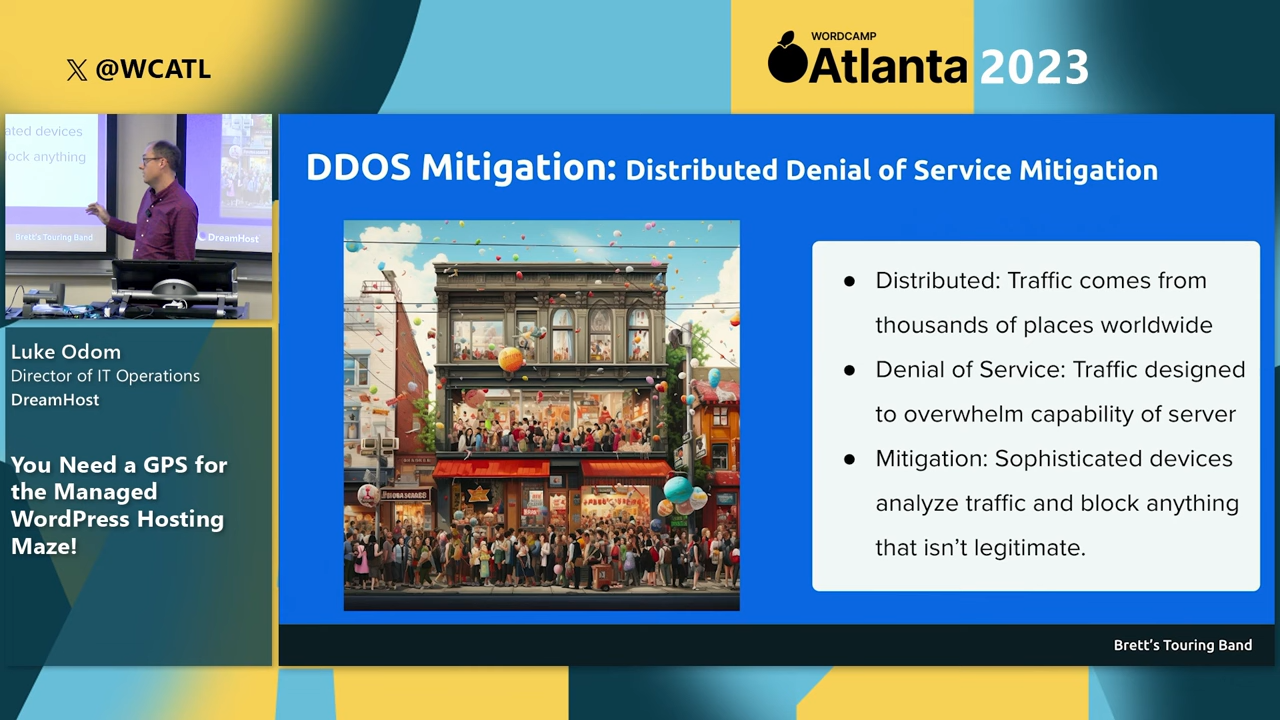 𝕏 @WCATL
WORDCAMP
Atlanta 2023
ated devices
lock anything
Brett's Touring Band
DreamHost
Luke Odom
Director of IT Operations
DreamHost
You Need a GPS for
the Managed
WordPress Hosting
Maze!
DDOS Mitigation: Distributed Denial of Service Mitigation
● Distributed: Traffic comes from
thousands of places worldwide
● Denial of Service: Traffic designed
to overwhelm capability of server
● Mitigation: Sophisticated devices
analyze traffic and block anything
that isn't legitimate.
Brett's Touring Band